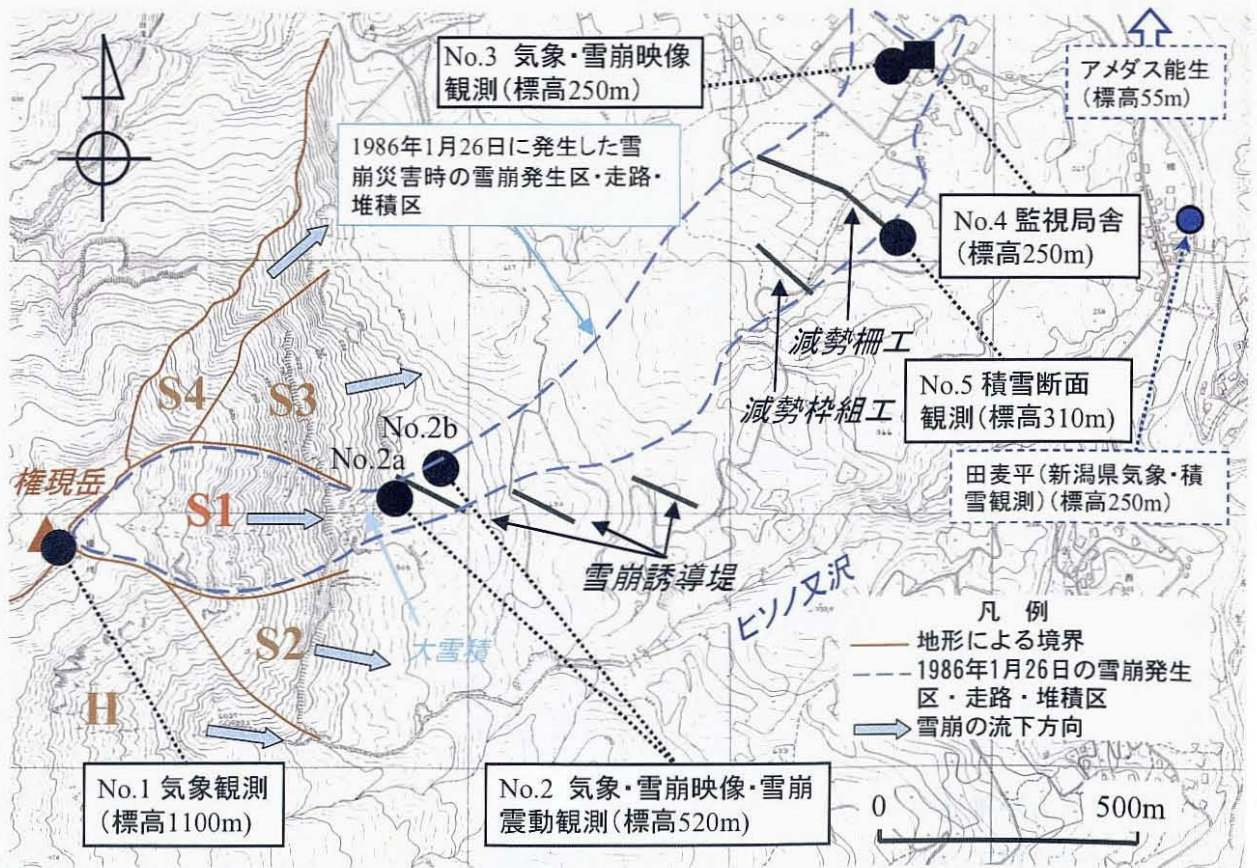 No.3 気象・雪崩映像
観測(標高250m)
アメダス能生
(標高55m)
1986年1月26日に発生した雪
崩災害時の雪崩発生区・走路・
堆積区
No.4 監視局舎
(標高250m)
減勢柵工
減勢枠組工
No.5 積雪断面
観測(標高310m)
田麦平(新潟県気象・積
雪観測)(標高250m)
S4
S3
No.2b
No.2a
権現岳
S1
雪崩誘導堤
ヒソノ又沢
大雪積
S2
H
凡 例
地形による境界
1986年1月26日の雪崩発生
区・走路・堆積区
雪崩の流下方向
No.1 気象観測
(標高1100m)
No.2 気象・雪崩映像・雪崩
震動観測(標高520m)
0 500m